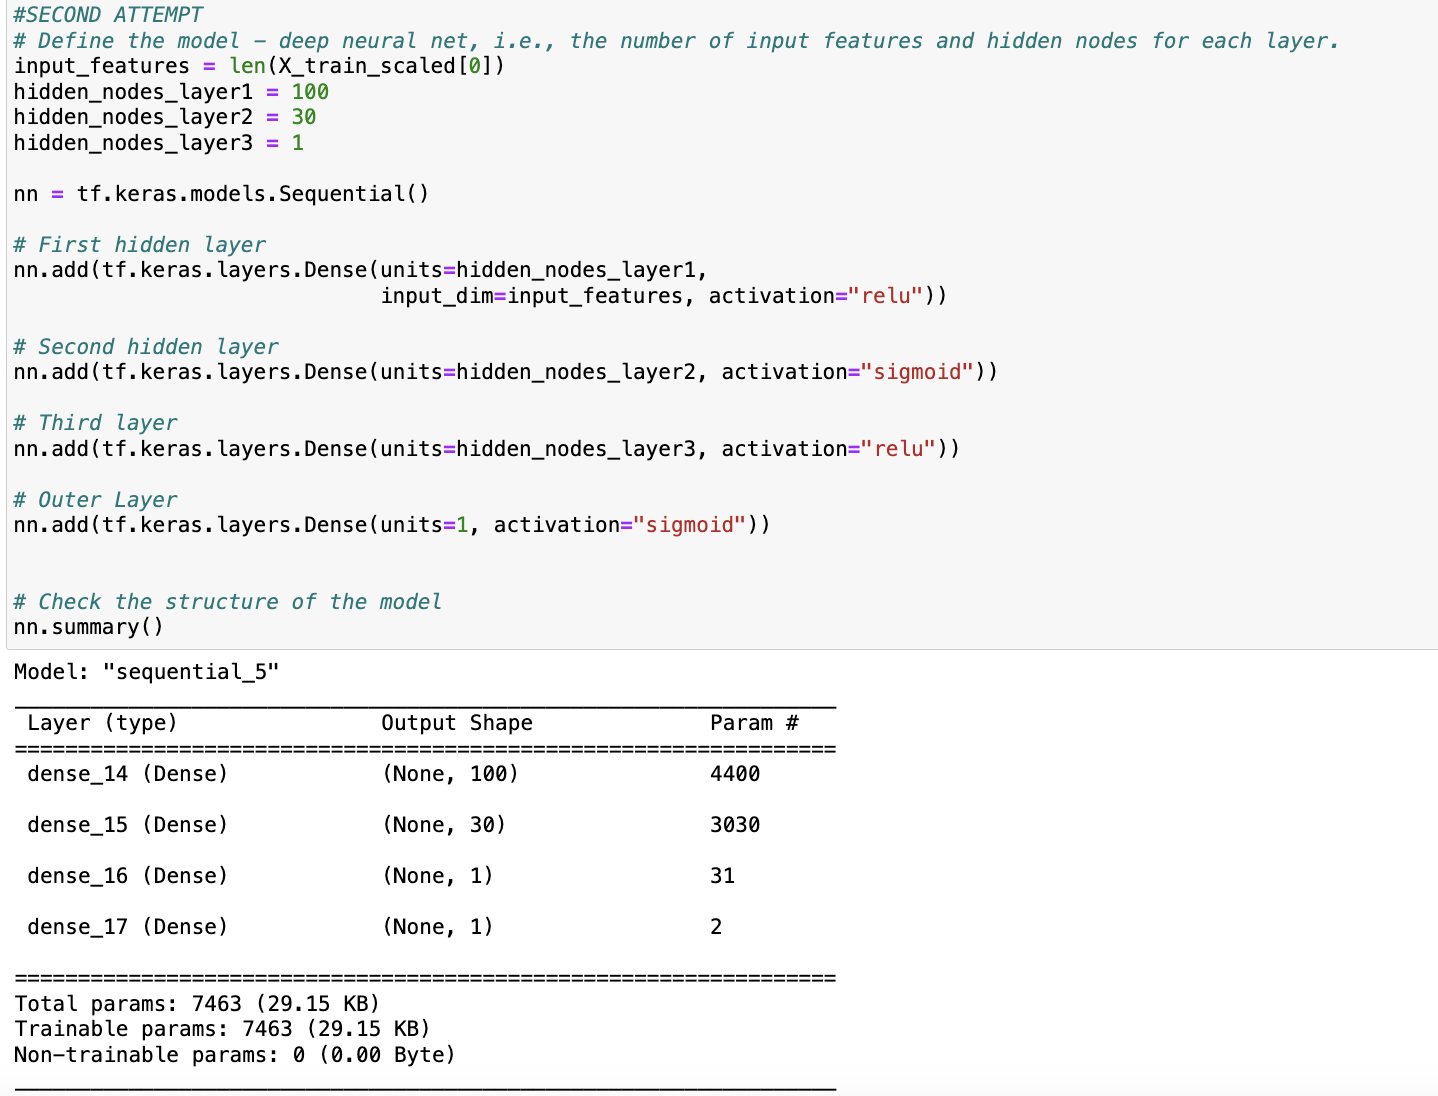 #SECOND ATTEMPT
# Define the model – deep neural net, i.e., the number of input features and hidden nodes for each layer.
input_features = len(X_train_scaled[0])
hidden_nodes_layer1 = 100
hidden_nodes_layer2 = 30
hidden_nodes_layer3 = 1
nn = tf.keras.models.Sequential()
# First hidden layer
nn.add(tf.keras.layers.Dense(units=hidden_nodes_layer1,
input_dim=input_features, activation="relu"))
# Second hidden layer
nn.add(tf.keras.layers.Dense(units=hidden_nodes_layer2, activation="sigmoid"))
# Third layer
nn.add(tf.keras.layers.Dense(units=hidden_nodes_layer3, activation="relu"))
# Outer Layer
nn.add(tf.keras.layers.Dense(units=1, activation="sigmoid"))
# Check the structure of the model
nn.summary()
Model: "sequential_5"
_________________________________________________________________
Layer (type) Output Shape Param #
=================================================================
dense_14 (Dense) (None, 100) 4400
dense_15 (Dense) (None, 30) 3030
dense_16 (Dense) (None, 1) 31
dense_17 (Dense) (None, 1) 2
=================================================================
Total params: 7463 (29.15 KB)
Trainable params: 7463 (29.15 KB)
Non-trainable params: 0 (0.00 Byte)
_________________________________________________________________